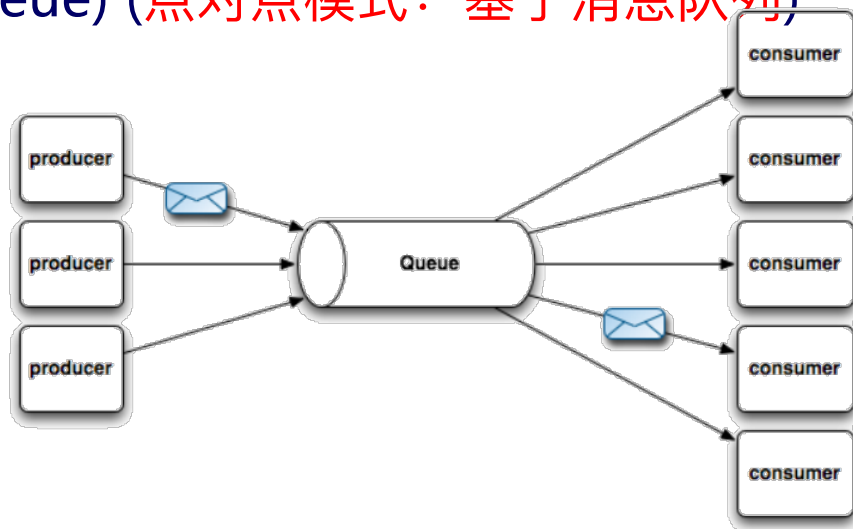 eue) (点对点模式：基于消息队列)
consumer
producer
consumer
producer
Queue
consumer
producer
consumer
consumer